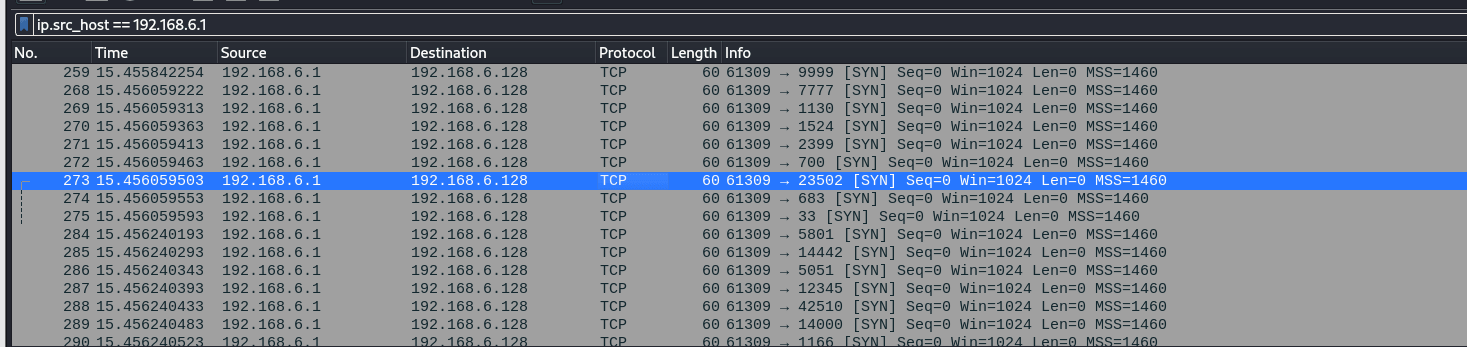 ip.src_host == 192.168.6.1
No. Time Source Destination Protocol Length Info
259 15.455842254 192.168.6.1 192.168.6.128 TCP 60 61309 → 9999 [SYN] Seq=0 Win=1024 Len=0 MSS=1460
268 15.456059222 192.168.6.1 192.168.6.128 TCP 60 61309 → 7777 [SYN] Seq=0 Win=1024 Len=0 MSS=1460
269 15.456059313 192.168.6.1 192.168.6.128 TCP 60 61309 → 1130 [SYN] Seq=0 Win=1024 Len=0 MSS=1460
270 15.456059363 192.168.6.1 192.168.6.128 TCP 60 61309 → 1524 [SYN] Seq=0 Win=1024 Len=0 MSS=1460
271 15.456059413 192.168.6.1 192.168.6.128 TCP 60 61309 → 2399 [SYN] Seq=0 Win=1024 Len=0 MSS=1460
272 15.456059463 192.168.6.1 192.168.6.128 TCP 60 61309 → 700 [SYN] Seq=0 Win=1024 Len=0 MSS=1460
273 15.456059503 192.168.6.1 192.168.6.128 TCP 60 61309 → 23502 [SYN] Seq=0 Win=1024 Len=0 MSS=1460
274 15.456059553 192.168.6.1 192.168.6.128 TCP 60 61309 → 683 [SYN] Seq=0 Win=1024 Len=0 MSS=1460
275 15.456059593 192.168.6.1 192.168.6.128 TCP 60 61309 → 33 [SYN] Seq=0 Win=1024 Len=0 MSS=1460
284 15.456240193 192.168.6.1 192.168.6.128 TCP 60 61309 → 5801 [SYN] Seq=0 Win=1024 Len=0 MSS=1460
285 15.456240293 192.168.6.1 192.168.6.128 TCP 60 61309 → 14442 [SYN] Seq=0 Win=1024 Len=0 MSS=1460
286 15.456240343 192.168.6.1 192.168.6.128 TCP 60 61309 → 5051 [SYN] Seq=0 Win=1024 Len=0 MSS=1460
287 15.456240393 192.168.6.1 192.168.6.128 TCP 60 61309 → 12345 [SYN] Seq=0 Win=1024 Len=0 MSS=1460
288 15.456240433 192.168.6.1 192.168.6.128 TCP 60 61309 → 42510 [SYN] Seq=0 Win=1024 Len=0 MSS=1460
289 15.456240483 192.168.6.1 192.168.6.128 TCP 60 61309 → 14000 [SYN] Seq=0 Win=1024 Len=0 MSS=1460
290 15.456240523 192.168.6.1 192.168.6.128 TCP 60 61309 → 1166 [SYN] Seq=0 Win=1024 Len=0 MSS=1460